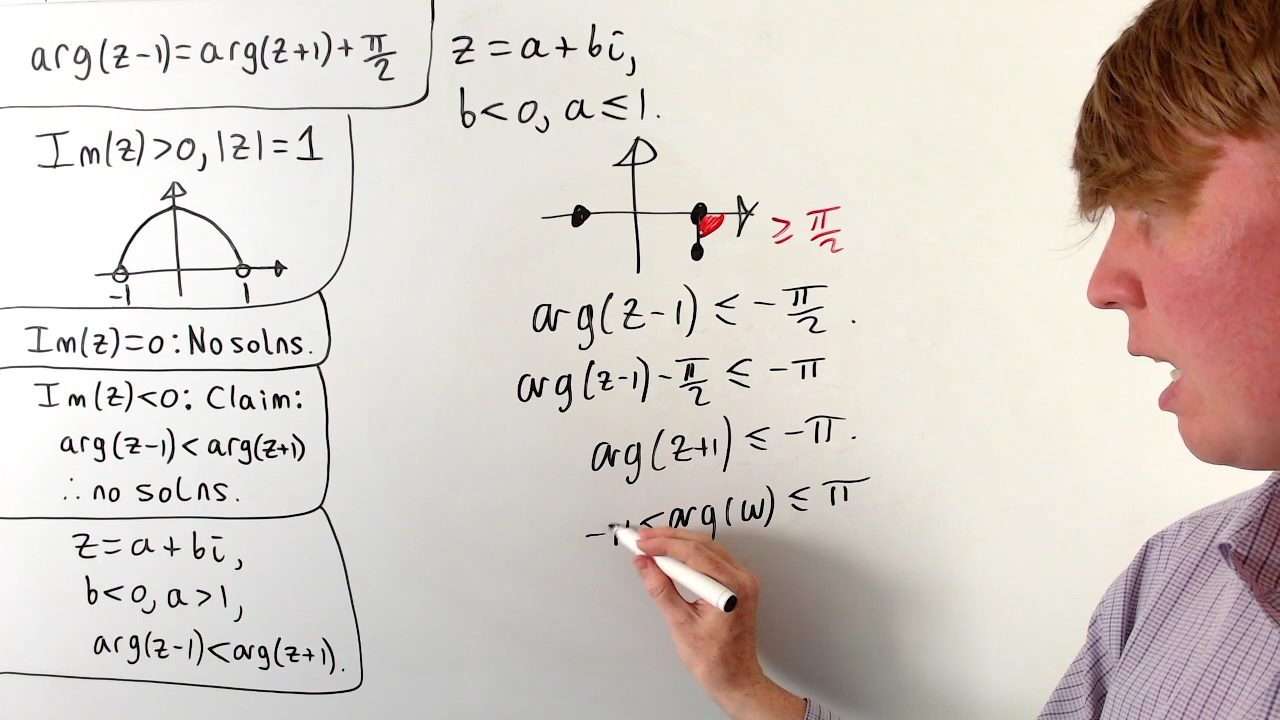 arg(z-1)=arg(z+1)+π/2
Im(z)>0, |z|=1
-1 1
Im(z)=0: No solns.
Im(z)<0: Claim:
arg(z-1)<arg(z+1)
∴ no solns.
z=a+bi,
b<0, a>1,
arg(z-1)<arg(z+1).
z=a+bi,
b<0, a≤1.
≥ π/2
arg(z-1) ≤ -π/2.
arg(z-1)-π/2 ≤ -π
arg(z+1) ≤ -π.
-π<arg(w) ≤ π